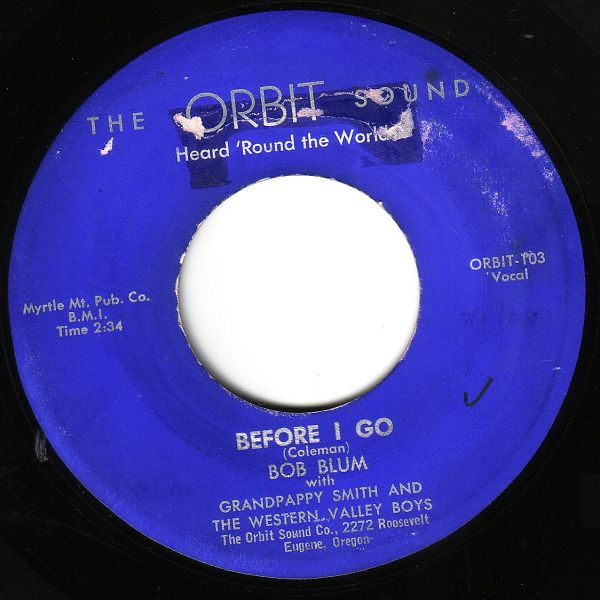 THE ORBIT SOUND
Heard 'Round the World
ORBIT-103
Vocal
Myrtle Mt. Pub. Co.
B.M.I.
Time 2:34
BEFORE I GO
(Coleman)
BOB BLUM
with
GRANDPAPPY SMITH AND
THE WESTERN VALLEY BOYS
The Orbit Sound Co., 2272 Roosevelt
Eugene, Oregon